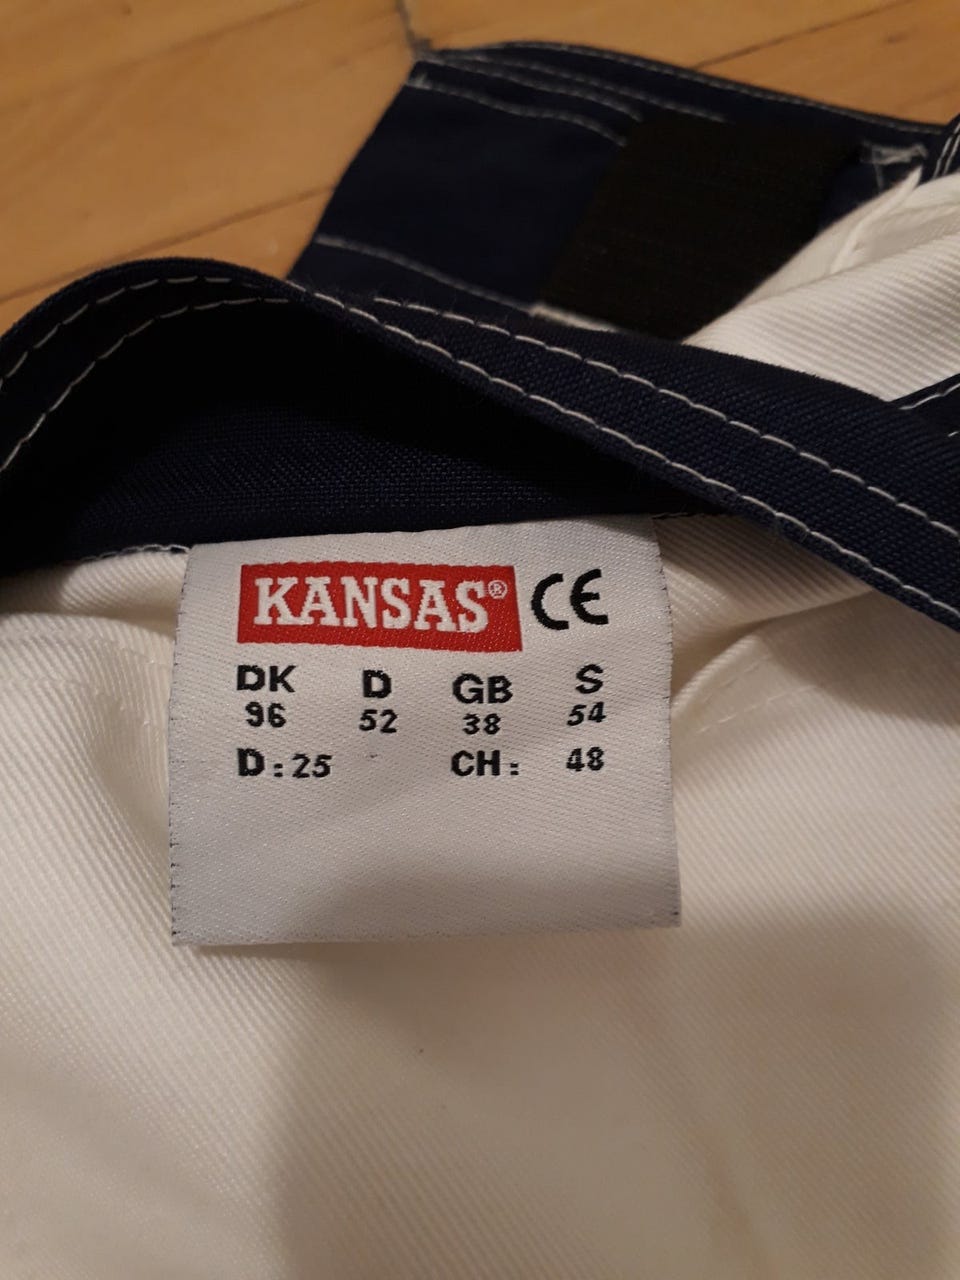 KANSAS® CE
DK D GB S
96 52 38 54
D: 25 CH: 48